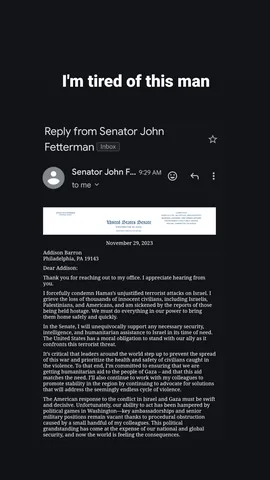 I'm tired of this man
Reply from Senator John
Fetterman Inbox
Senator John F... 9:29 AM
to me
United States Senate
November 29, 2023
Addison Barron
Philadelphia, PA 19143
Dear Addison:
Thank you for reaching out to my office. I appreciate hearing from
you.
I forcefully condemn Hamas's unjustified terrorist attacks on Israel. I
grieve the loss of thousands of innocent civilians, including Israelis,
Palestinians, and Americans, and am sickened by the reports of those
being held hostage. We must do everything in our power to bring
them home safely and quickly.
In the Senate, I will unequivocally support any necessary security,
intelligence, and humanitarian assistance to Israel in its time of need.
The United States has a moral obligation to stand with our ally as it
confronts this terrorist threat.
It's critical that leaders around the world step up to prevent the spread
of this war and prioritize the health and safety of civilians caught in
the violence. To that end, I'm committed to ensuring that we are
getting humanitarian aid to the people of Gaza – and that this aid
matches the need. I'll also continue to work with my colleagues to
promote stability in the region by continuing to advocate for solutions
that will address the seemingly endless cycle of violence.
The American response to the conflict in Israel and Gaza must be swift
and decisive. Unfortunately, our ability to act has been hampered by
political games in Washington—key ambassadorships and senior
military positions remain vacant thanks to procedural obstruction
caused by a small handful of my colleagues. This political
grandstanding has come at the expense of our national and global
security, and now the world is feeling the consequences.